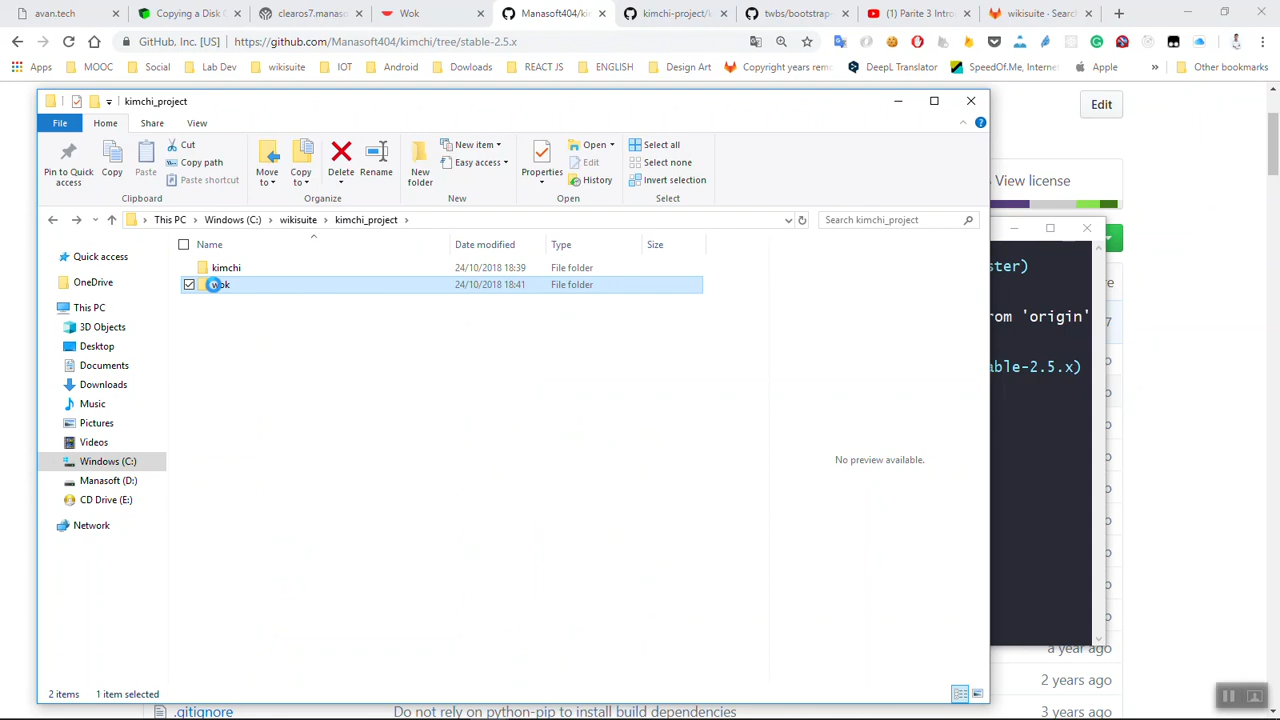 avan.tech
Copying a Disk C
clearos7.manaso
Wok
Manasoft404/kin
kimchi-project/k
twbs/bootstrap-
Parite 3 Intro
wikisuite · Searc
GitHub, Inc. [US]
https://github.com/Manasoft404/kimchi/tree/stable-2.5.x
Apps
MOOC
Social
Lab Dev
wikisuite
IOT
Android
Dowloads
REACT JS
ENGLISH
Design Art
Copyright years rem
DeepL Translator
SpeedOf.Me, Internet
Apple
»
Other bookmarks
kimchi_project
Edit
File
Home
Share
View
Pin to Quick access
Copy
Paste
Cut
Copy path
Paste shortcut
Move to
Copy to
Delete
Rename
New folder
New item
Easy access
Properties
Open
Edit
History
Select all
Select none
Invert selection
Clipboard
Organize
New
Open
Select
View license
This PC
Windows (C:)
wikisuite
kimchi_project
Search kimchi_project
Name
Date modified
Type
Size
kimchi
24/10/2018 18:39
File folder
wok
24/10/2018 18:41
File folder
Quick access
OneDrive
This PC
3D Objects
Desktop
Documents
Downloads
Music
Pictures
Videos
Windows (C:)
Manasoft (D:)
CD Drive (E:)
Network
No preview available.
ster)
rom 'origin'
able-2.5.x)
2 items
1 item selected
a year ago
2 years ago
.gitignore
Do not rely on python-pip to install build dependencies
3 years ago